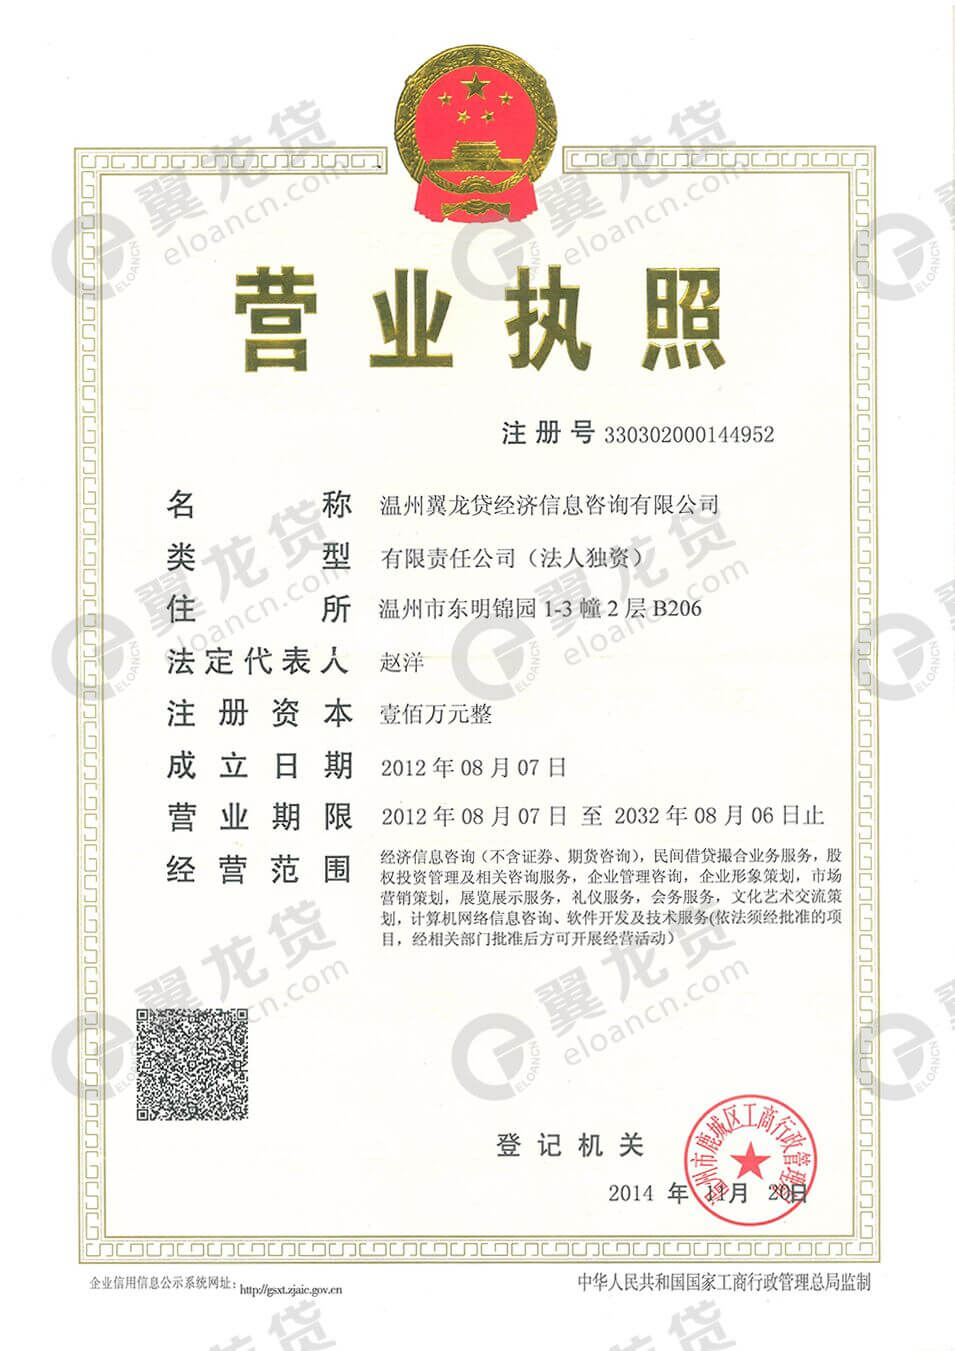 营业执照
注册号 330302000144952
名称 温州翼龙贷经济信息咨询有限公司
类型 有限责任公司（法人独资）
住所 温州市东明锦园 1-3 幢 2 层 B206
法定代表人 赵洋
注册资本 壹佰万元整
成立日期 2012 年 08 月 07 日
营业期限 2012 年 08 月 07 日 至 2032 年 08 月 06 日止
经营范围 经济信息咨询（不含证券、期货咨询），民间借贷撮合业务服务，股
权投资管理及相关咨询服务，企业管理咨询，企业形象策划，市场
营销策划，展览展示服务，礼仪服务，会务服务，文化艺术交流策
划，计算机网络信息咨询、软件开发及技术服务(依法须经批准的项
目，经相关部门批准后方可开展经营活动）
登记机关
温州市鹿城区工商行政管理局
2014 年 11月 20日
企业信用信息公示系统网址：http://gsxt.zjaic.gov.cn
中华人民共和国国家工商行政管理总局监制
翼龙贷
eloancn.com
ELOANCN